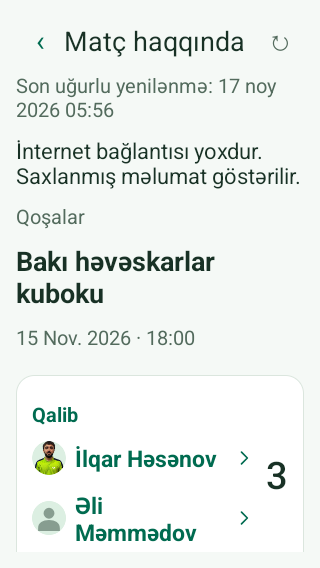 Matç haqqında
Son uğurlu yenilənmə: 17 noy
2026 05:56
İnternet bağlantısı yoxdur.
Saxlanmış məlumat göstərilir.
Qoşalar
Bakı həvəskarlar
kuboku
15 Nov. 2026 · 18:00
Qalib
İlqar Həsənov
3
Əli
Məmmədov